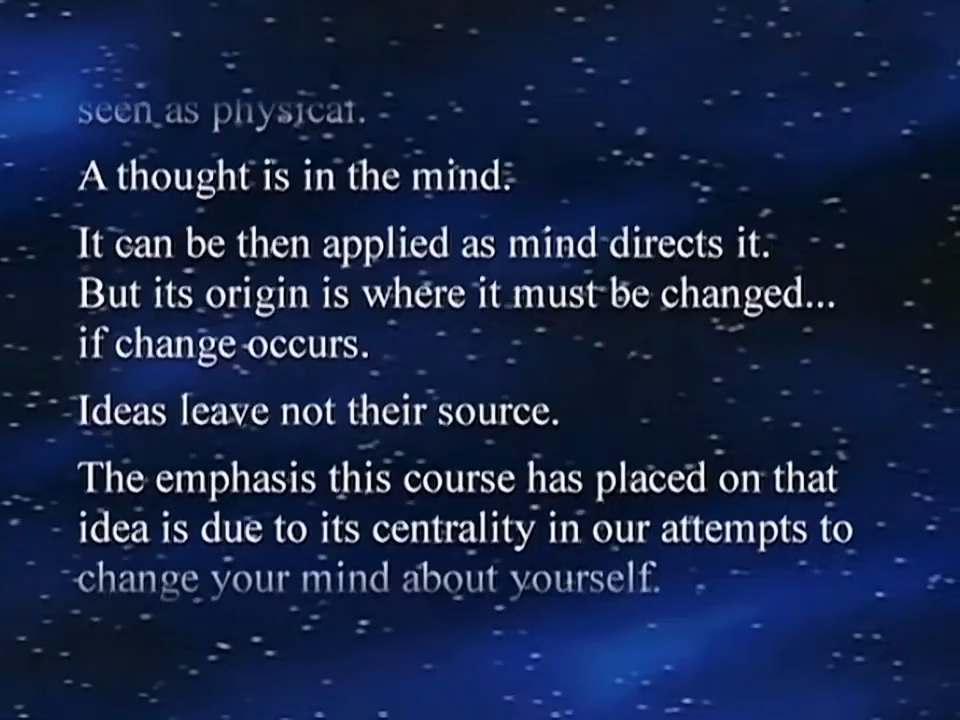 seen as physical.
A thought is in the mind.
It can be then applied as mind directs it.
But its origin is where it must be changed...
if change occurs.
Ideas leave not their source.
The emphasis this course has placed on that
idea is due to its centrality in our attempts to
change your mind about yourself.